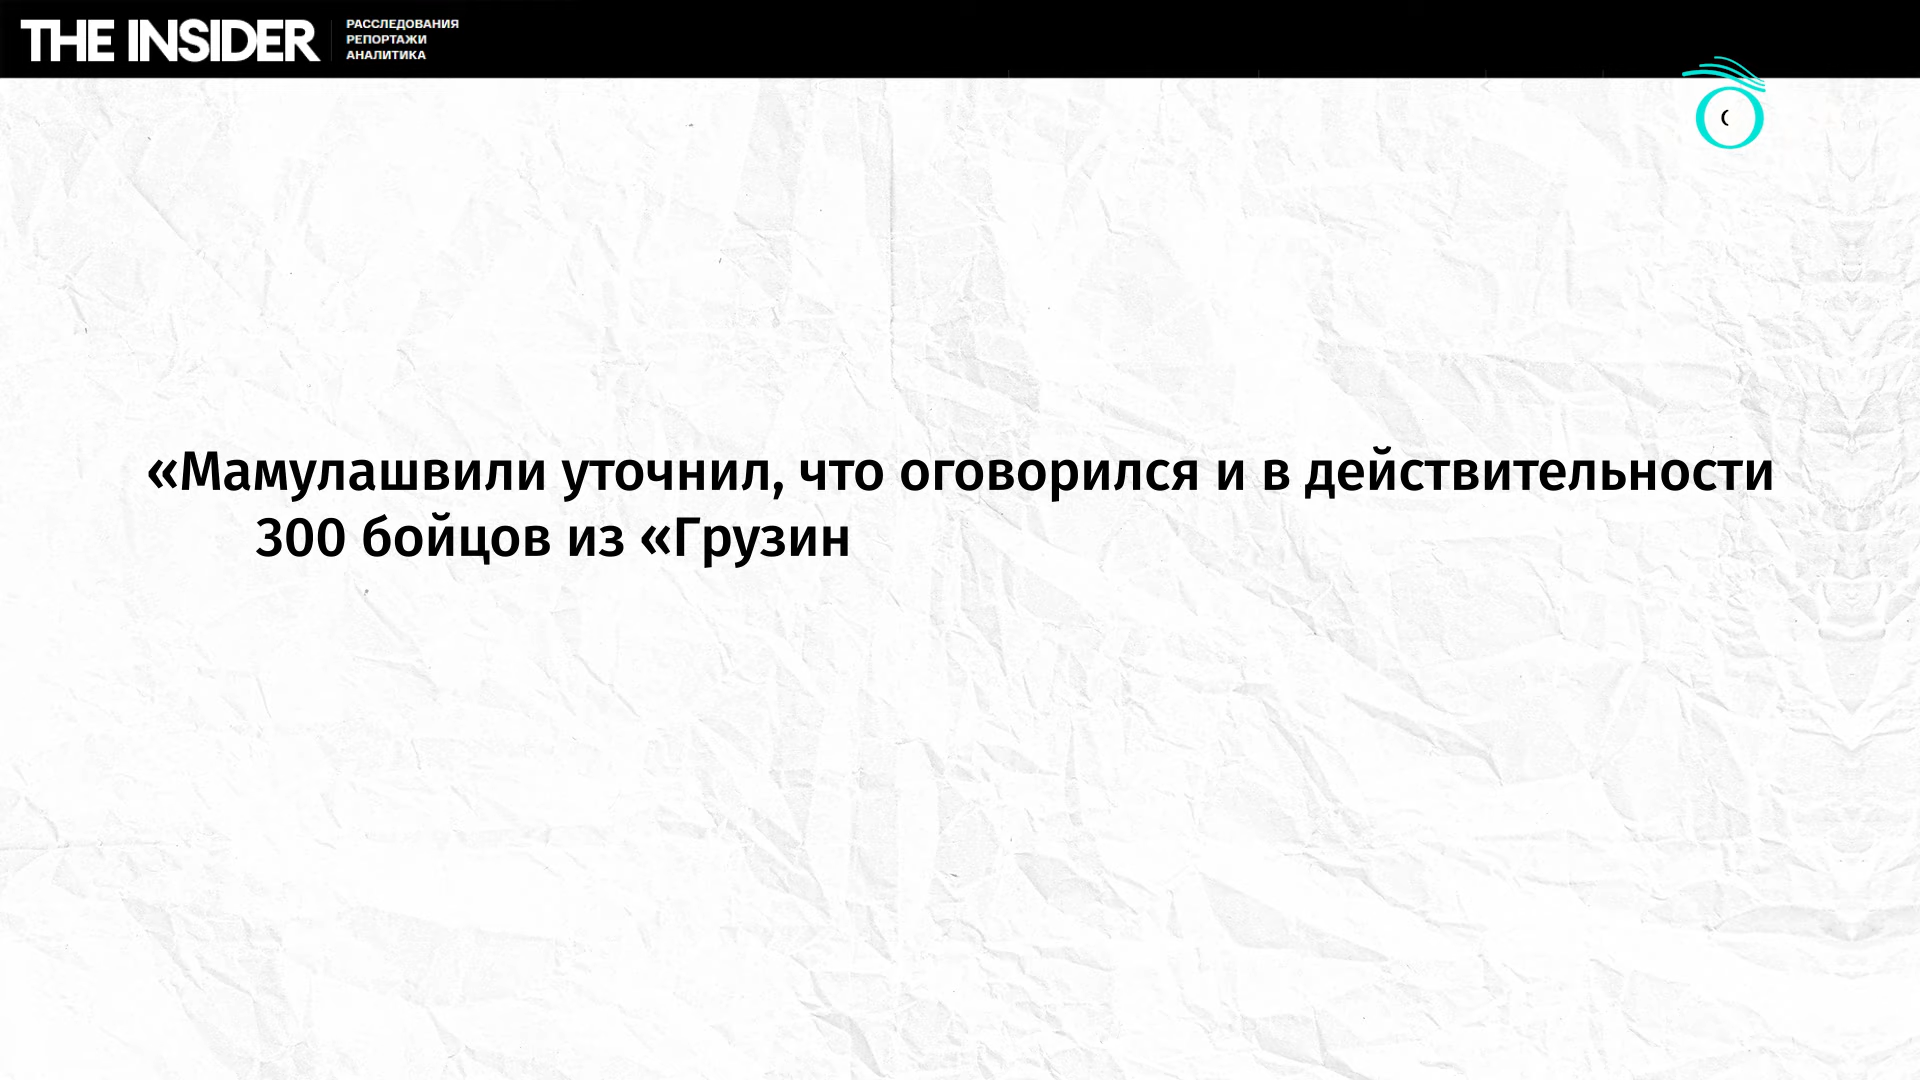 THE INSIDER
РАССЛЕДОВАНИЯ
РЕПОРТАЖИ
АНАЛИТИКА
«Мамулашвили уточнил, что оговорился и в действительности
300 бойцов из «Грузин